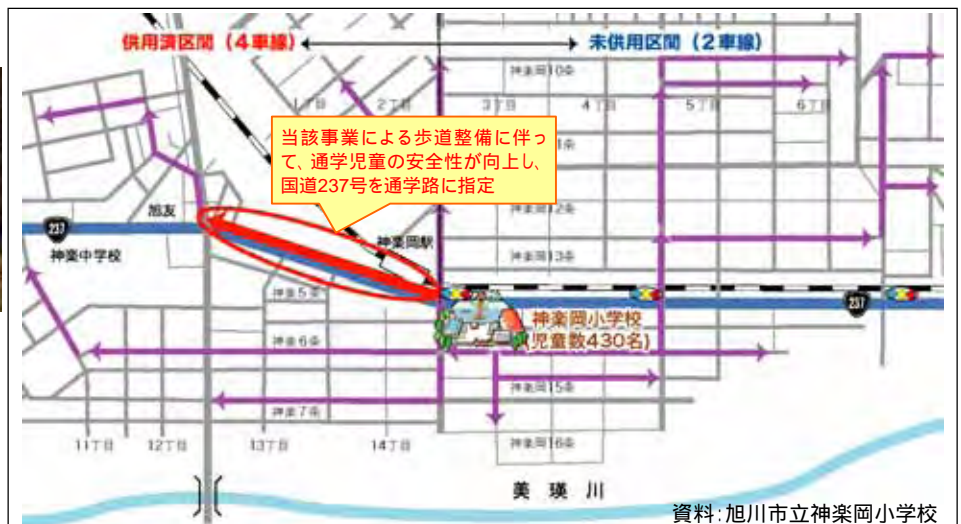 供用済区間（4車線）
未供用区間（2車線）
神楽岡10条
1丁目
2丁目
3丁目
4丁目
5丁目
6丁目
当該事業による歩道整備に伴っ
て、通学児童の安全性が向上し、
国道237号を通学路に指定
神楽岡12条
旭友
237
神楽岡駅
神楽中学校
神楽岡13条
神楽5条
237
神楽岡小学校
(児童数430名)
神楽6条
神楽岡15条
神楽7条
11丁目
12丁目
13丁目
14丁目
神楽岡16条
美瑛川
資料：旭川市立神楽岡小学校